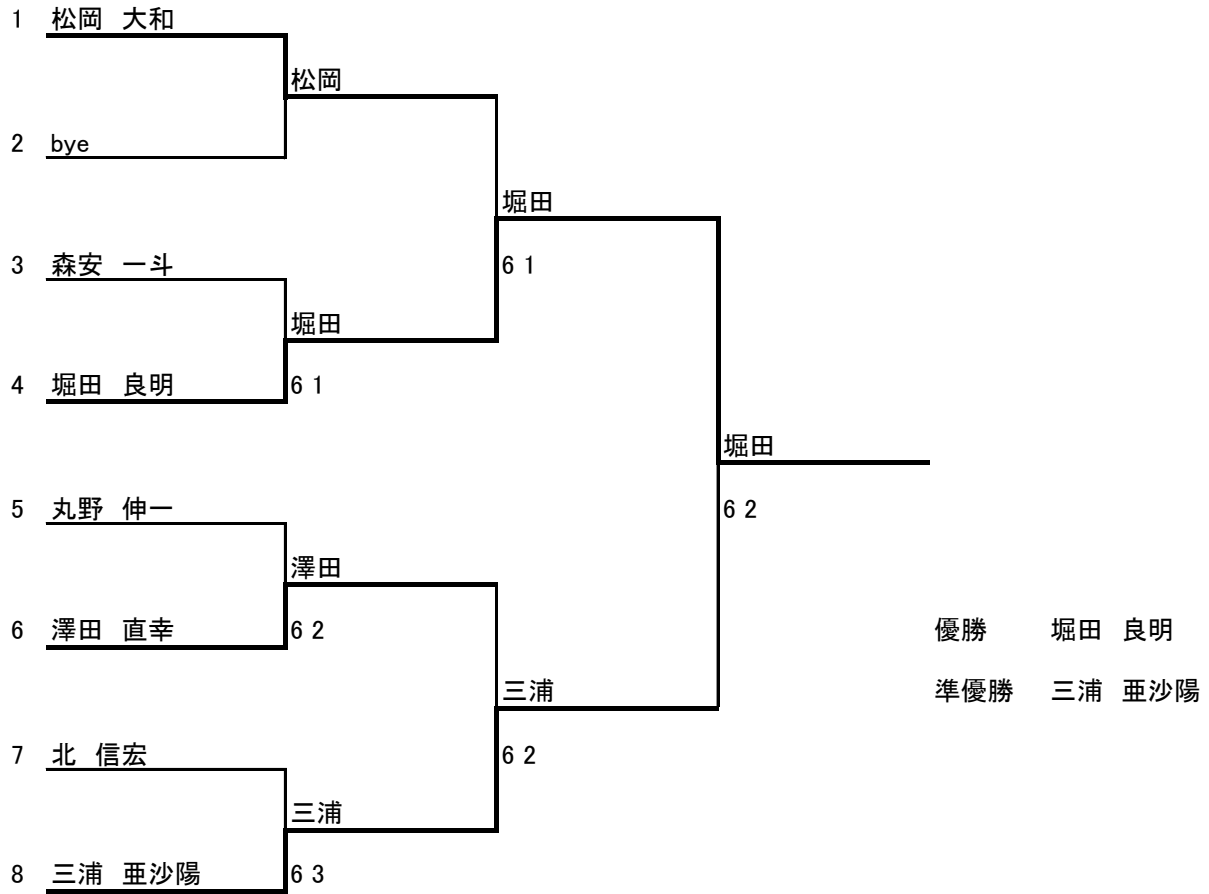 1 松岡 大和
松岡
2 bye
堀田
3 森安 一斗
6 1
堀田
4 堀田 良明
6 1
堀田
5 丸野 伸一
6 2
澤田
6 澤田 直幸
6 2
優勝 堀田 良明
三浦
準優勝 三浦 亜沙陽
7 北 信宏
6 2
三浦
8 三浦 亜沙陽
6 3